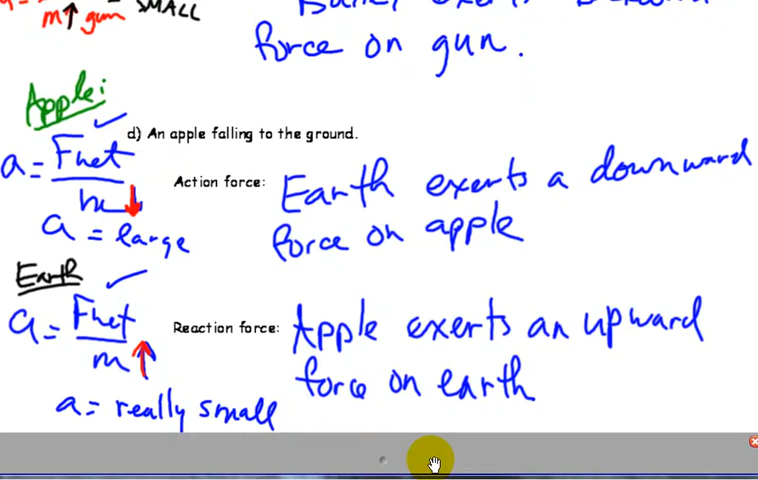 m↑ gun SMALL
force on gun.
Apple:
d) An apple falling to the ground.
a = Fnet
m↓
a = large
Action force: Earth exerts a downward
force on apple
Earth
a = Fnet
m↑
a = really small
Reaction force: Apple exerts an upward
force on earth